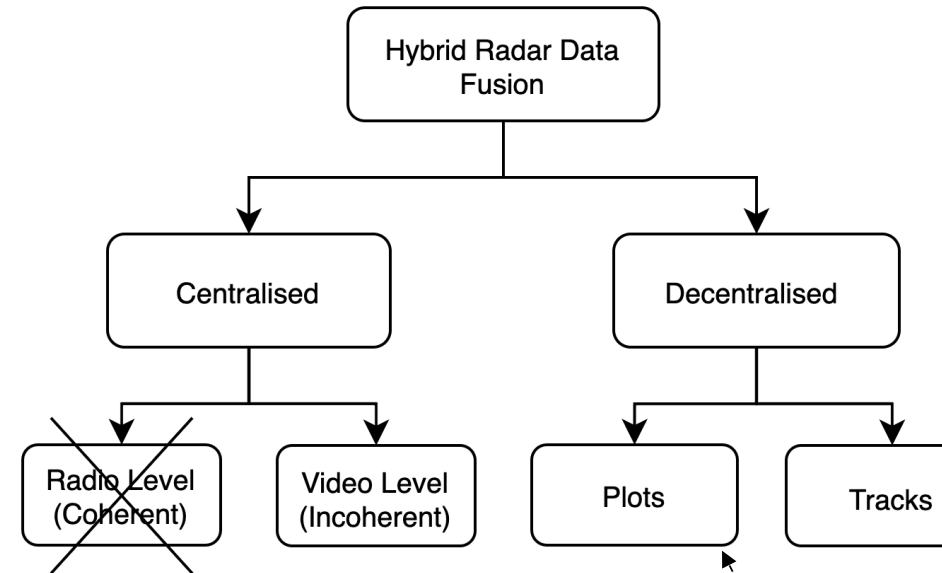 Hybrid Radar Data
Fusion
Centralised
Decentralised
Radio Level
(Coherent)
Video Level
(Incoherent)
Plots
Tracks